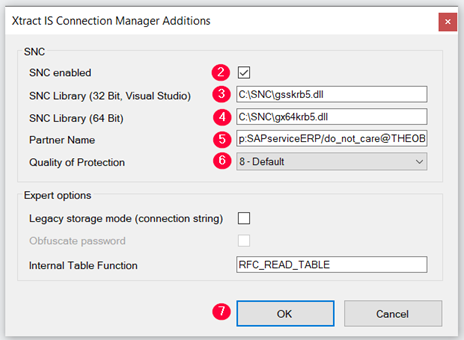 Xtract IS Connection Manager Additions
SNC
SNC enabled 2
SNC Library (32 Bit, Visual Studio) 3 C:\SNC\gsskrb5.dll
SNC Library (64 Bit) 4 C:\SNC\gx64krb5.dll
Partner Name 5 p:SAPserviceERP/do_not_care@THEOB
Quality of Protection 6 8 - Default
Expert options
Legacy storage mode (connection string)
Obfuscate password
Internal Table Function RFC_READ_TABLE
7 OK Cancel